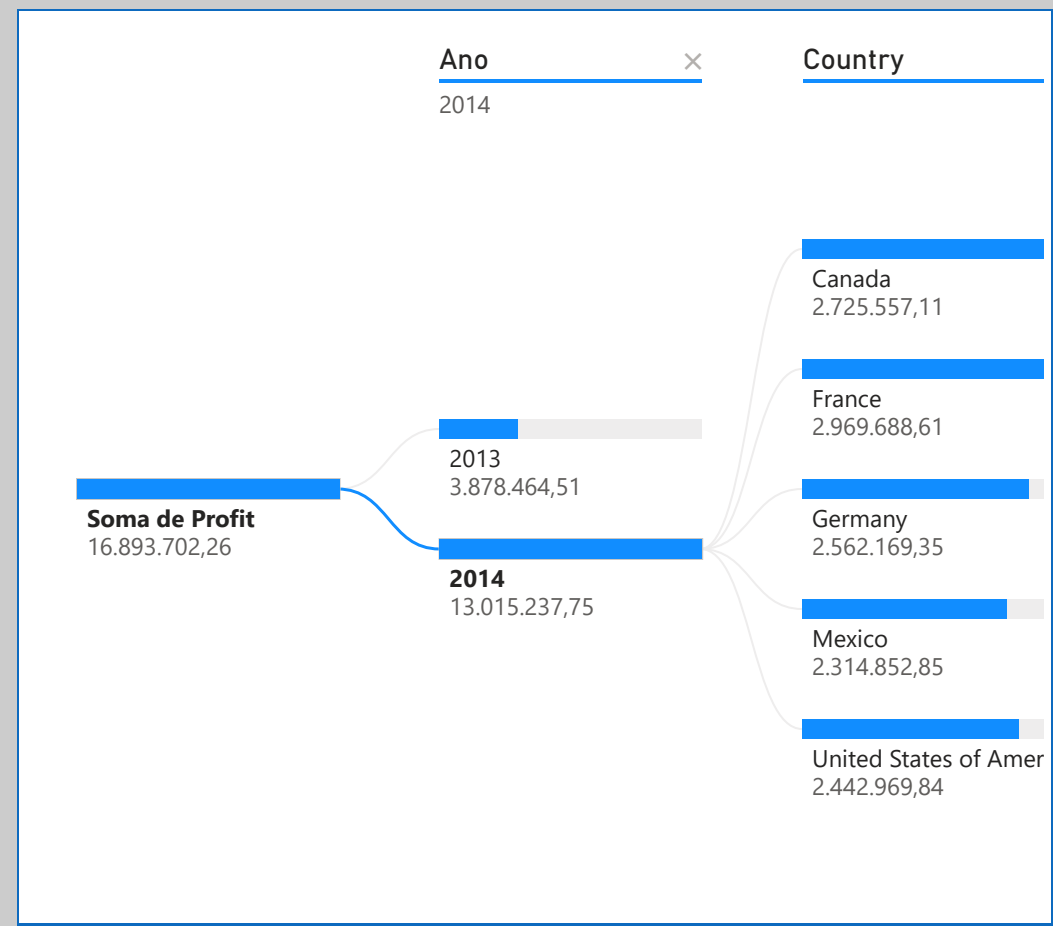 Ano
Country
2014
Canada
2.725.557,11
France
2.969.688,61
2013
3.878.464,51
Germany
2.562.169,35
Soma de Profit
16.893.702,26
2014
13.015.237,75
Mexico
2.314.852,85
United States of Amer
2.442.969,84